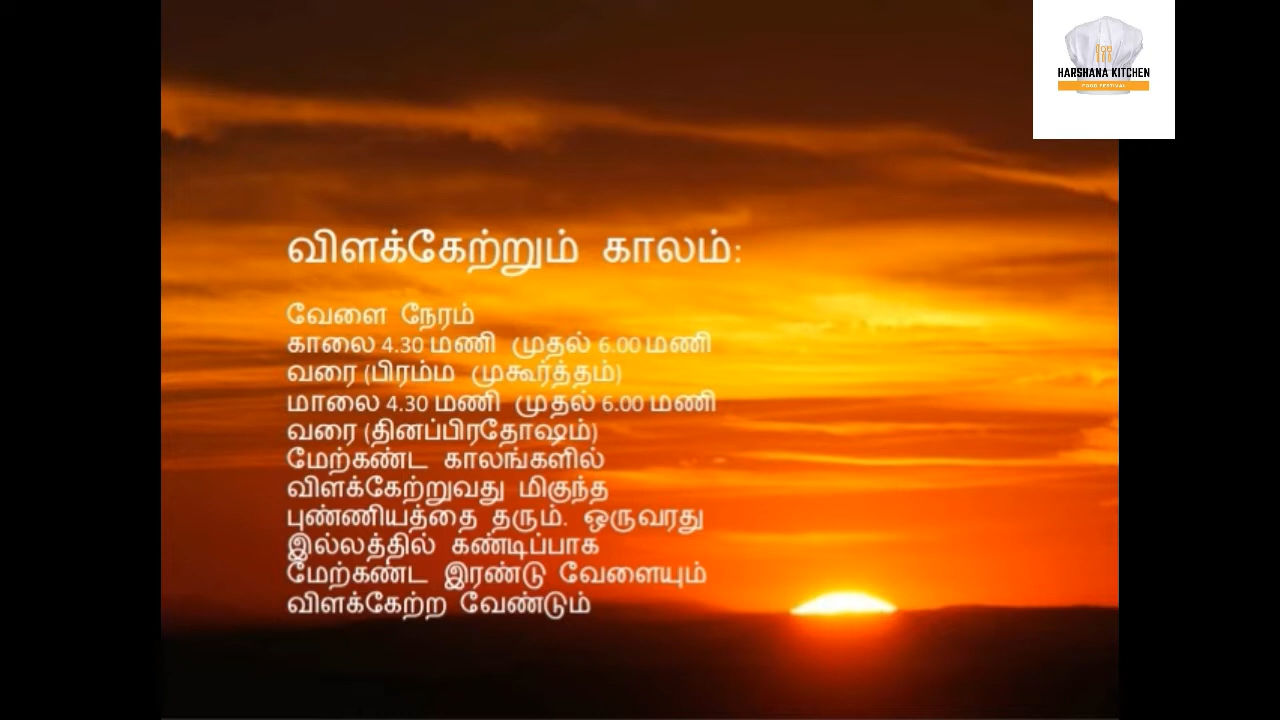 HARSHANA KITCHEN
FOOD FESTIVAL
விளக்கேற்றும் காலம்:
வேளை நேரம்
காலை 4.30 மணி முதல் 6.00 மணி
வரை (பிரம்ம முகூர்த்தம்)
மாலை 4.30 மணி முதல் 6.00 மணி
வரை (தினப்பிரதோஷம்)
மேற்கண்ட காலங்களில்
விளக்கேற்றுவது மிகுந்த
புண்ணியத்தை தரும். ஒருவரது
இல்லத்தில் கண்டிப்பாக
மேற்கண்ட இரண்டு வேளையும்
விளக்கேற்ற வேண்டும்